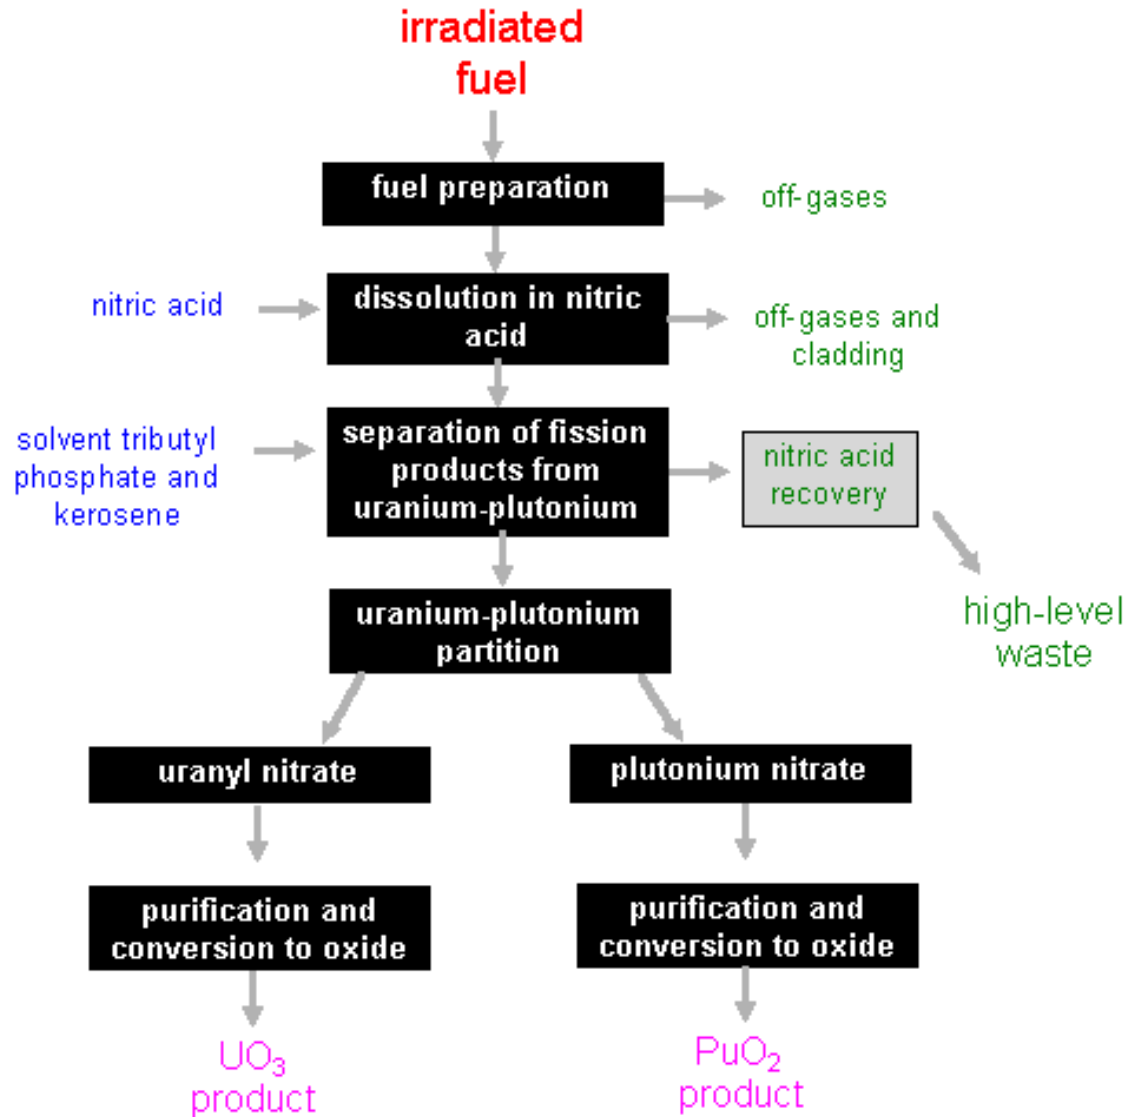 irradiated
fuel
fuel preparation
off-gases
nitric acid
dissolution in nitric
acid
off-gases and
cladding
solvent tributyl
phosphate and
kerosene
separation of fission
products from
uranium-plutonium
nitric acid
recovery
high-level
waste
uranium-plutonium
partition
uranyl nitrate
plutonium nitrate
purification and
conversion to oxide
purification and
conversion to oxide
UO₃
product
PuO₂
product